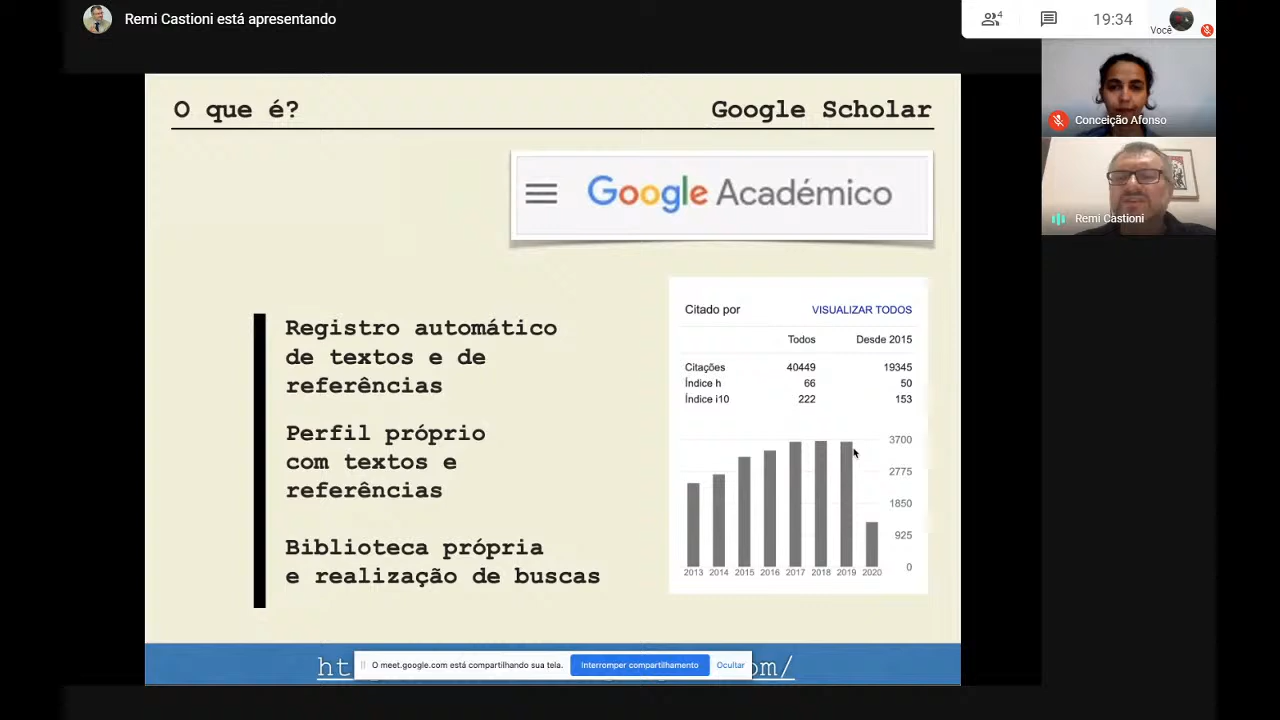 Remi Castioni está apresentando
4
19:34
Você
Conceição Afonso
Remi Castioni
O que é? Google Scholar
Google Académico
Registro automático
de textos e de
referências
Perfil próprio
com textos e
referências
Biblioteca própria
e realização de buscas
Citado por VISUALIZAR TODOS
Todos Desde 2015
Citações 40449 19345
Índice h 66 50
Índice i10 222 153
3700
2775
1850
925
0
2013 2014 2015 2016 2017 2018 2019 2020
ht
om/
O meet.google.com está compartilhando sua tela. Interromper compartilhamento Ocultar